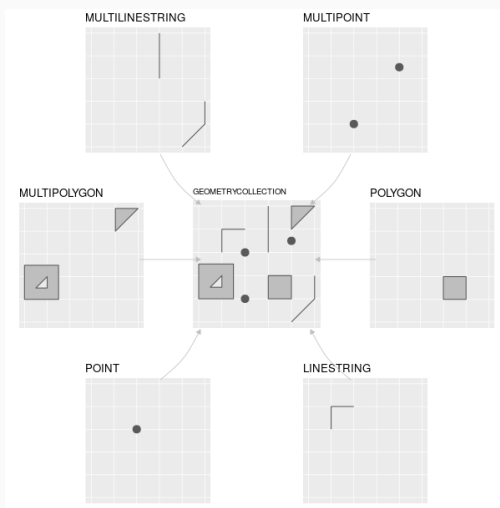 MULTILINESTRING
MULTIPOINT
MULTIPOLYGON
GEOMETRYCOLLECTION
POLYGON
POINT
LINESTRING